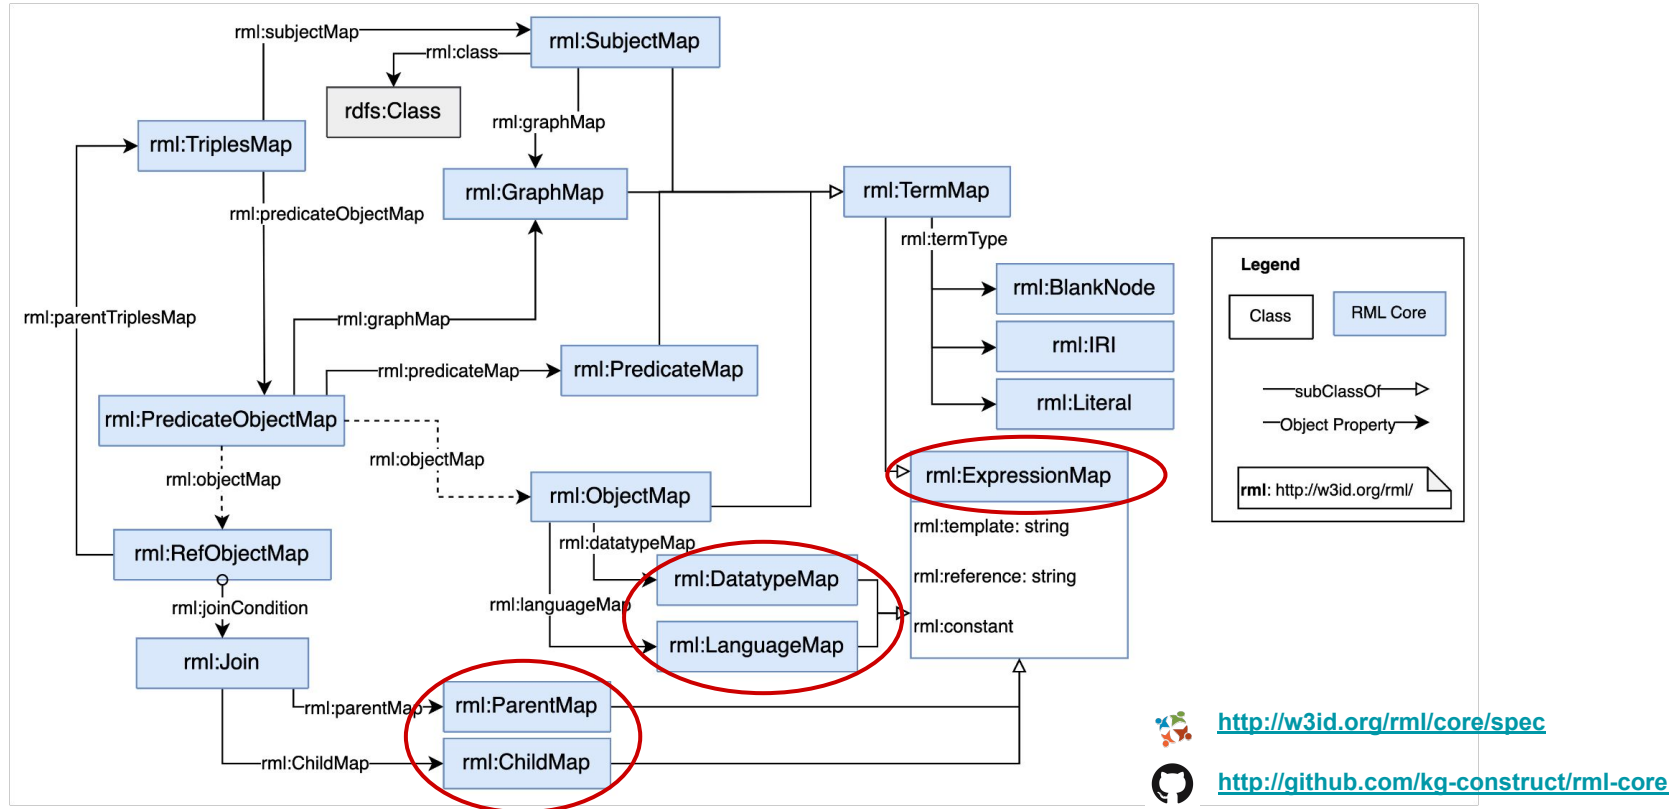 rml:subjectMap
rml:SubjectMap
rml:class
rdfs:Class
rml:graphMap
rml:TriplesMap
rml:GraphMap
rml:TermMap
rml:predicateObjectMap
rml:termType
Legend
rml:BlankNode
Class
RML Core
rml:parentTriplesMap
rml:graphMap
rml:IRI
rml:predicateMap
rml:PredicateMap
subClassOf
rml:Literal
rml:PredicateObjectMap
Object Property
rml:objectMap
rml:objectMap
rml:ExpressionMap
rml: http://w3id.org/rml/
rml:ObjectMap
rml:template: string
rml:datatypeMap
rml:RefObjectMap
rml:DatatypeMap
rml:reference: string
rml:joinCondition
rml:languageMap
rml:constant
rml:LanguageMap
rml:Join
rml:parentMap
rml:ParentMap
http://w3id.org/rml/core/spec
rml:ChildMap
rml:ChildMap
http://github.com/kg-construct/rml-core